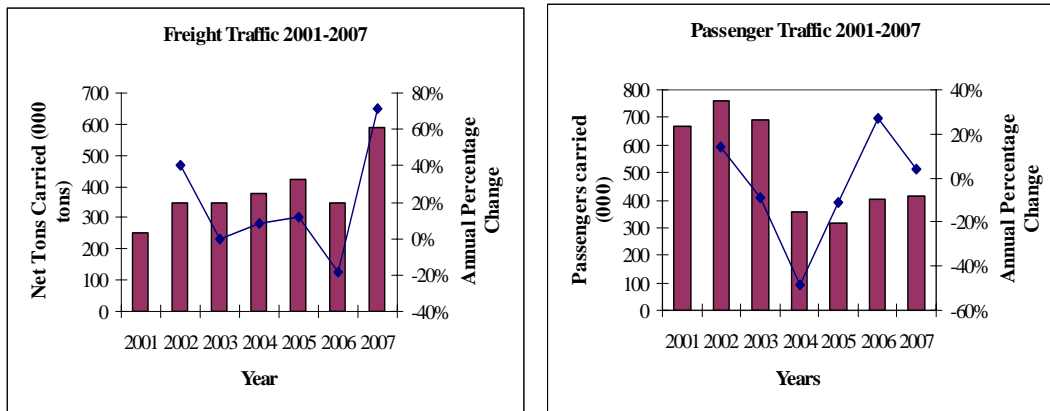 Freight Traffic 2001-2007
Net Tons Carried (000
tons)
700
600
500
400
300
200
100
0
80%
60%
40%
20%
0%
-20%
-40%
Annual Percentage
Change
2001 2002 2003 2004 2005 2006 2007
Year
Passenger Traffic 2001-2007
Passengers carried
(000)
800
700
600
500
400
300
200
100
0
40%
20%
0%
-20%
-40%
-60%
Annual Percentage
Change
2001 2002 2003 2004 2005 2006 2007
Years